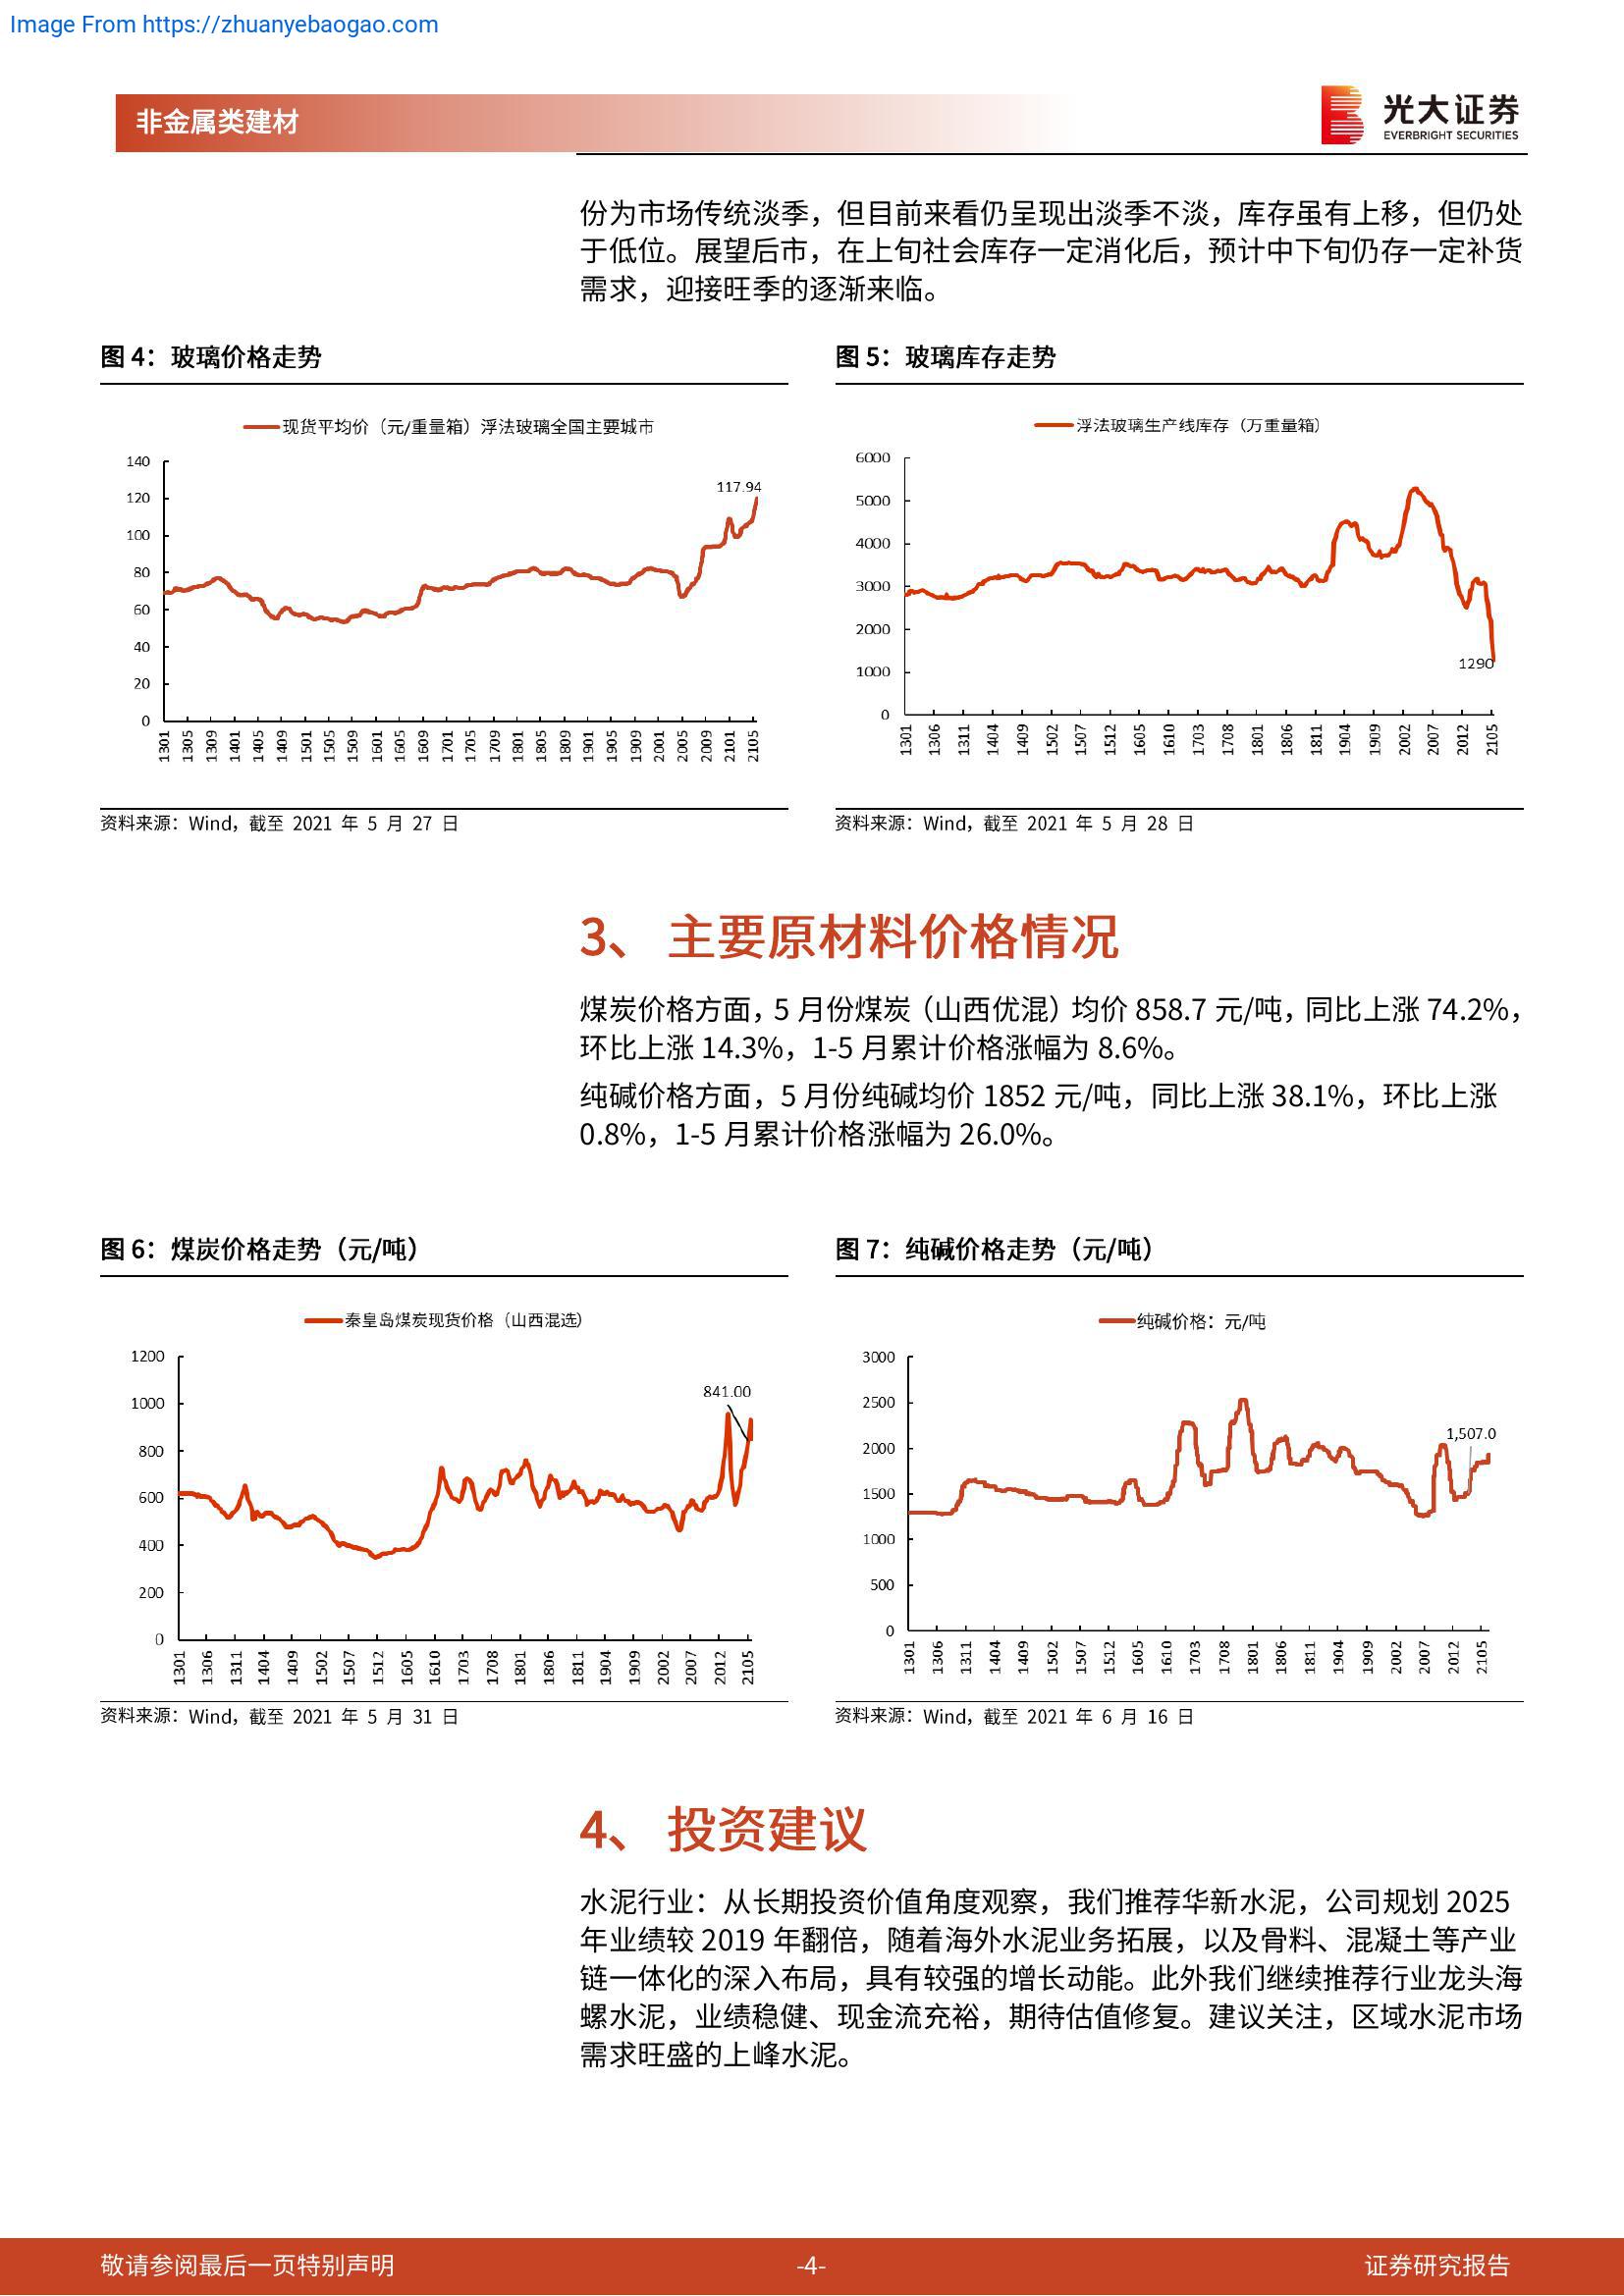 Image From https://zhuanyebaogao.com
非金属类建材
光大证券
EVERBRIGHT SECURITIES
份为市场传统淡季，但目前来看仍呈现出淡季不淡，库存虽有上移，但仍处
于低位。展望后市，在上旬社会库存一定消化后，预计中下旬仍存一定补货
需求，迎接旺季的逐渐来临。
图 4：玻璃价格走势
现货平均价（元/重量箱）浮法玻璃全国主要城市
140
120
100
80
60
40
20
0
117.94
1301 1305 1309 1401 1405 1409 1501 1505 1509 1601 1605 1609 1701 1705 1709 1801 1805 1809 1901 1905 1909 2001 2005 2009 2101 2105
资料来源：Wind，截至 2021 年 5 月 27 日
图 5：玻璃库存走势
浮法玻璃生产线库存（万重量箱）
6000
5000
4000
3000
2000
1000
0
1290
1301 1306 1311 1404 1409 1502 1507 1512 1605 1610 1703 1708 1801 1806 1811 1904 1909 2002 2007 2012 2105
资料来源：Wind，截至 2021 年 5 月 28 日
3、 主要原材料价格情况
煤炭价格方面，5 月份煤炭（山西优混）均价 858.7 元/吨，同比上涨 74.2%，
环比上涨 14.3%，1-5 月累计价格涨幅为 8.6%。
纯碱价格方面，5 月份纯碱均价 1852 元/吨，同比上涨 38.1%，环比上涨
0.8%，1-5 月累计价格涨幅为 26.0%。
图 6：煤炭价格走势（元/吨）
秦皇岛煤炭现货价格（山西混选）
1200
1000
800
600
400
200
0
841.00
1301 1306 1311 1404 1409 1502 1507 1512 1605 1610 1703 1708 1801 1806 1811 1904 1909 2002 2007 2012 2105
资料来源：Wind，截至 2021 年 5 月 31 日
图 7：纯碱价格走势（元/吨）
纯碱价格：元/吨
3000
2500
2000
1500
1000
500
0
1,507.0
1301 1306 1311 1404 1409 1502 1507 1512 1605 1610 1703 1708 1801 1806 1811 1904 1909 2002 2007 2012 2105
资料来源：Wind，截至 2021 年 6 月 16 日
4、 投资建议
水泥行业：从长期投资价值角度观察，我们推荐华新水泥，公司规划 2025
年业绩较 2019 年翻倍，随着海外水泥业务拓展，以及骨料、混凝土等产业
链一体化的深入布局，具有较强的增长动能。此外我们继续推荐行业龙头海
螺水泥，业绩稳健、现金流充裕，期待估值修复。建议关注，区域水泥市场
需求旺盛的上峰水泥。
敬请参阅最后一页特别声明
-4-
证券研究报告